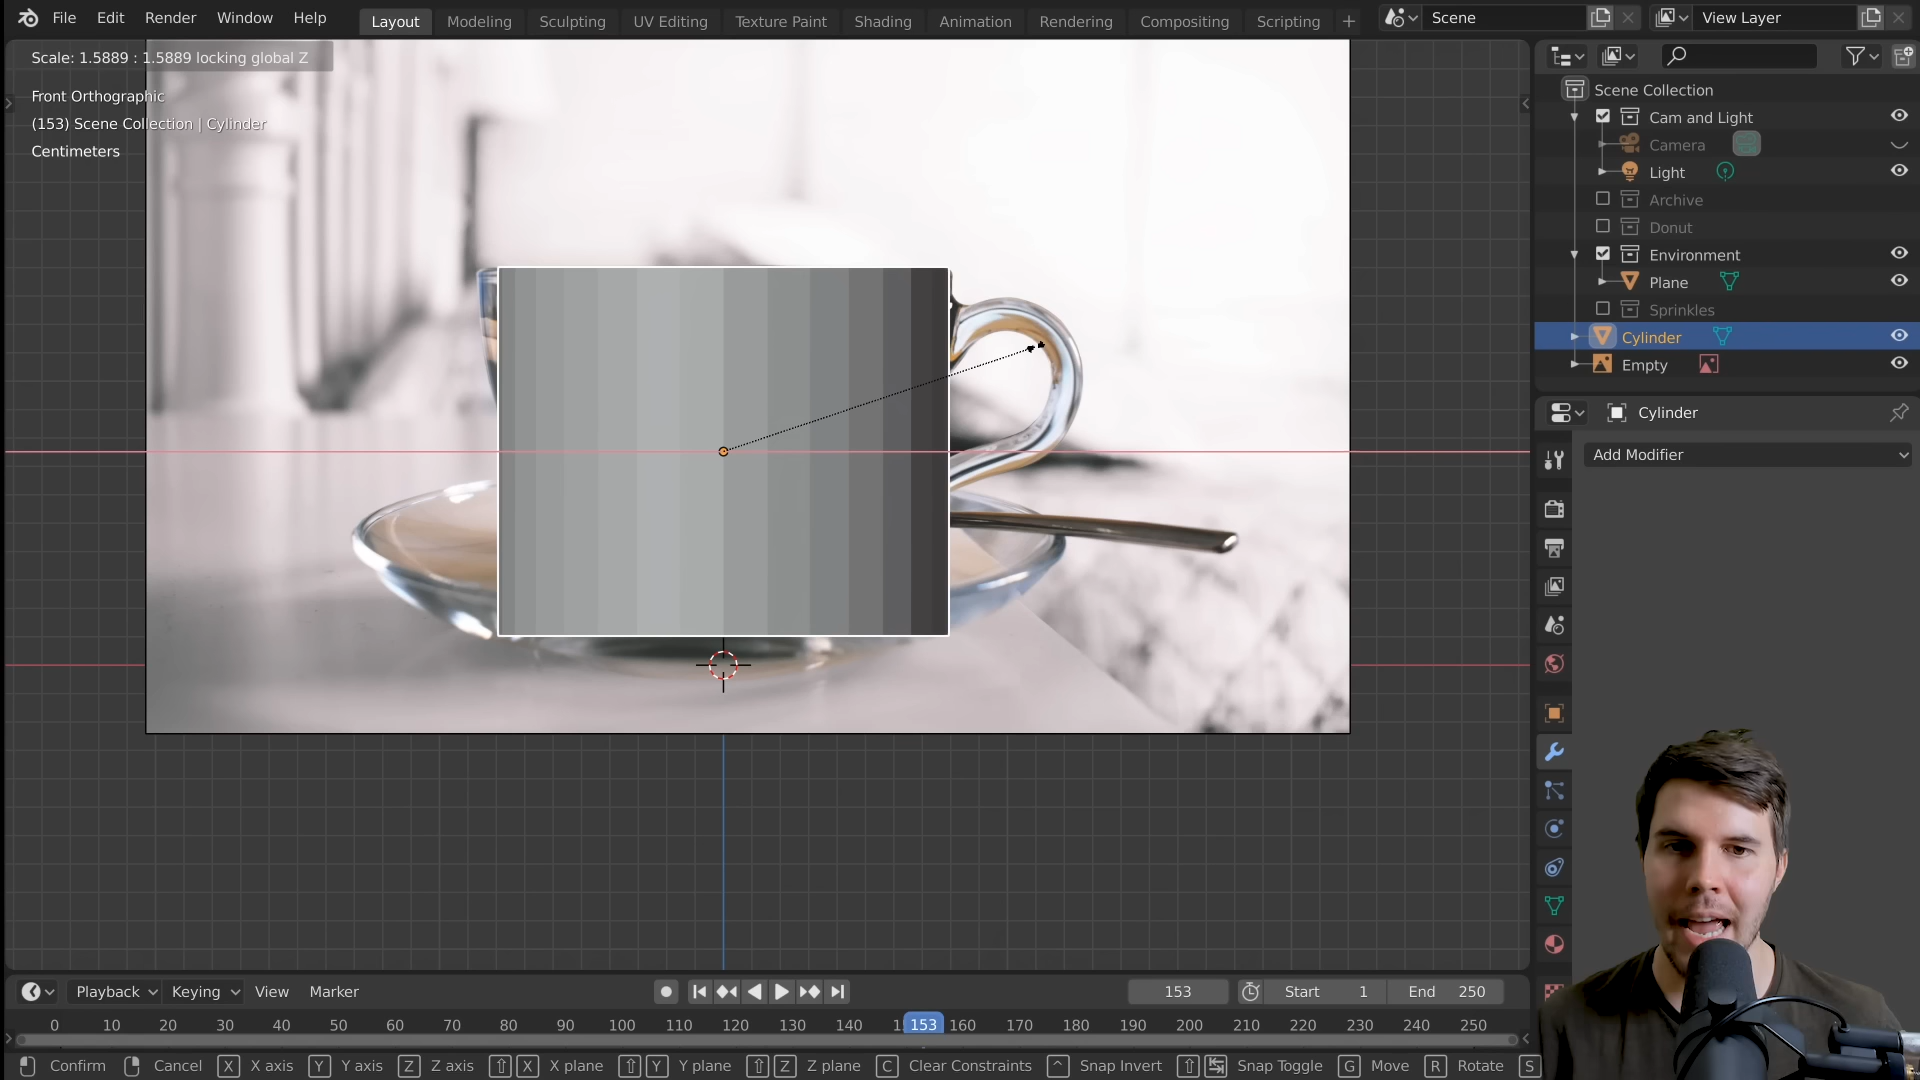 File Edit Render Window Help
Layout Modeling Sculpting UV Editing Texture Paint Shading Animation Rendering Compositing Scripting +
Scene
View Layer
Scale: 1.5889 : 1.5889 locking global Z
Front Orthographic
(153) Scene Collection | Cylinder
Centimeters
Scene Collection
Cam and Light
Camera
Light
Archive
Donut
Environment
Plane
Sprinkles
Cylinder
Empty
Cylinder
Add Modifier
Playback Keying View Marker
153
Start 1
End 250
0 10 20 30 40 50 60 70 80 90 100 110 120 130 140 153 160 170 180 190 200 210 220 230 240 250
Confirm Cancel X X axis Y Y axis Z Z axis X X plane Y Y plane Z Z plane C Clear Constraints ^ Snap Invert Snap Toggle G Move R Rotate S